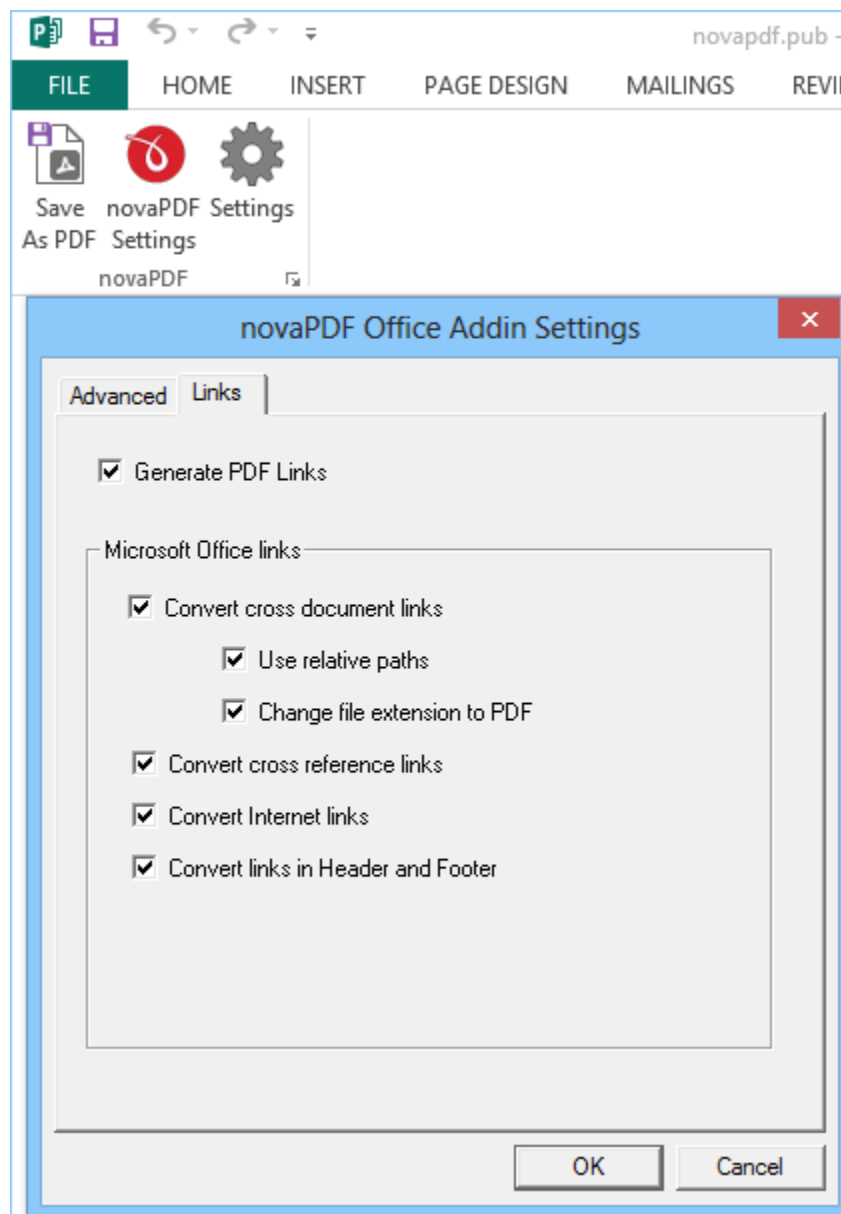 novapdf.pub -
FILE HOME INSERT PAGE DESIGN MAILINGS REVI
Save novaPDF Settings
As PDF Settings
novaPDF
novaPDF Office Addin Settings
Advanced Links
Generate PDF Links
Microsoft Office links
Convert cross document links
Use relative paths
Change file extension to PDF
Convert cross reference links
Convert Internet links
Convert links in Header and Footer
OK Cancel